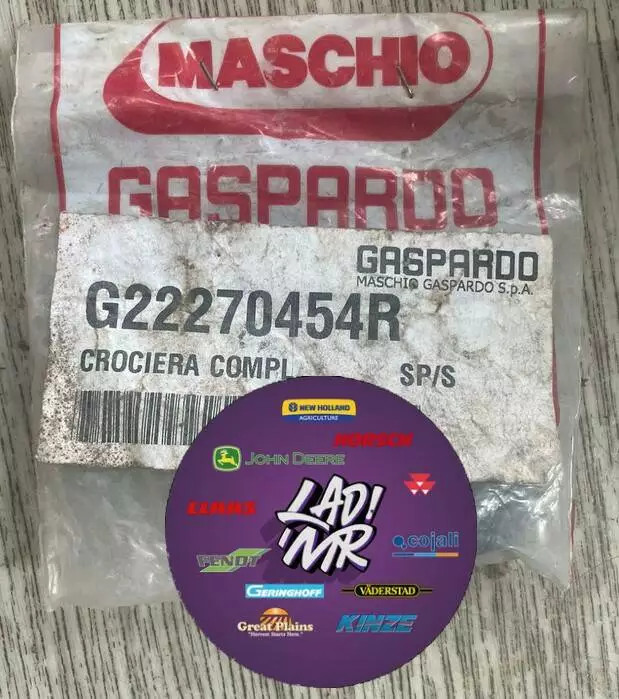 MASCHIO
GASPARDO
GASPARDO
MASCHIO GASPARDO S.p.A.
G22270454R
CROCIERA COMPL SP/S
NEW HOLLAND
AGRICULTURE
HORSCH
JOHN DEERE
CLAAS
LAD!
'MR
cojali
FENDT
GERINGHOFF
VÄDERSTAD
Great Plains
"Harvest Starts Here."
KINZE